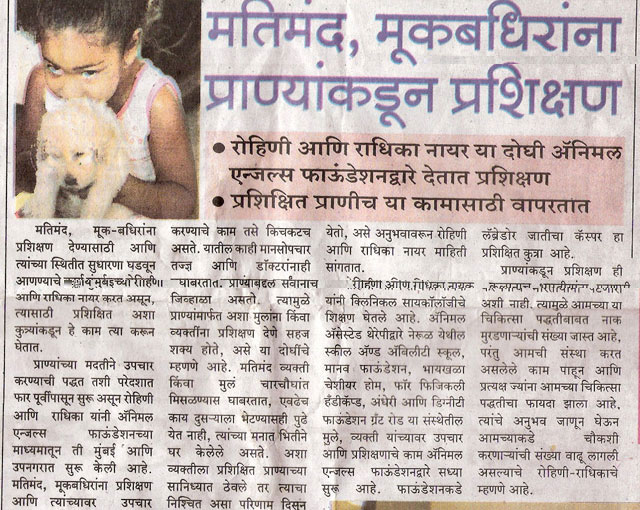 मतिमंद, मूकबधिरांना
प्राण्यांकडून प्रशिक्षण
● रोहिणी आणि राधिका नायर या दोघी ॲनिमल
एन्जल्स फाऊंडेशनद्वारे देतात प्रशिक्षण
● प्रशिक्षित प्राणीच या कामासाठी वापरतात
मतिमंद, मूक-बधिरांना
प्रशिक्षण देण्यासाठी आणि
त्यांच्या स्थितीत सुधारणा घडवून
आणण्याचे रोहिणी
आणि राधिका नायर करत असून,
त्यासाठी प्रशिक्षित अशा
कुत्र्यांकडून हे काम त्या करून
घेतात.
प्राण्यांच्या मदतीने उपचार
करण्याची पद्धत तशी परेदशात
फार पूर्वीपासून सुरू असून रोहिणी
आणि राधिका यांनी ॲनिमल
एन्जल्स फाऊंडेशनच्या
माध्यमातून ती मुंबई आणि
उपनगरात सुरू केली आहे.
मतिमंद, मूकबधिरांना प्रशिक्षण
आणि त्यांच्यावर उपचार
करण्याचे काम तसे किचकटच
असते. यातील काही मानसोपचार
तज्ज्ञ आणि डॉक्टरांनाही
घाबरतात. प्राण्याबद्दल सर्वांनाच
जिव्हाळा असतो. त्यामुळे
प्राण्यांमार्फत अशा मुलांना किंवा
व्यक्तींना प्रशिक्षण देणे सहज
शक्य होते, असे या दोघींचे
म्हणणे आहे. मतिमंद व्यक्ती
किंवा मुलं चारचौघांत
मिसळण्यास घाबरतात, एवढेच
काय दुसऱ्याला भेटण्यासही पुढे
येत नाही, त्यांच्या मनात भितीने
घर केलेले असते. अशा
व्यक्तीला प्रशिक्षित प्राण्याच्या
सानिध्यात ठेवले तर त्याचा
निश्चित असा परिणाम दिसून
येतो, असे अनुभवावरून रोहिणी
आणि राधिका नायर माहिती
सांगतात.
रोहिणी आणि राधिका नायर
यांनी क्लिनिकल सायकॉलॉजीचे
शिक्षण घेतले आहे. ॲनिमल
ॲसेस्टेड थेरेपीद्वारे नेरूळ येथील
स्कील ॲण्ड ॲबिलीटी स्कूल,
मानव फाऊंडेशन, भायखळा
चेशीयर होम, फॉर फिजिकली
हँडीकॅप्ड, अंधेरी आणि डिग्नीटी
फाऊंडेशन ग्रँट रोड या संस्थेतील
मुले, व्यक्ती यांच्यावर उपचार
आणि प्रशिक्षणाचे काम ॲनिमल
एन्जल्स फाऊंडेशनद्वारे सध्या
सुरू आहे. फाऊंडेशनकडे
लॅब्रेडोर जातीचा कॅस्पर हा
प्रशिक्षित कुत्रा आहे.
प्राण्यांकडून प्रशिक्षण ही
अशी नाही. त्यामुळे आमच्या या
चिकित्सा पद्धतीबाबत नाक
मुरडणाऱ्यांची संख्या जास्त आहे,
परंतु आमची संस्था करत
असलेले काम पाहून आणि
प्रत्यक्ष ज्यांना आमच्या चिकित्सा
पद्धतीचा फायदा झाला आहे.
त्यांचे अनुभव जाणून घेऊन
आमच्याकडे चौकशी
करणाऱ्यांची संख्या वाढू लागली
असल्याचे रोहिणी-राधिकाचे
म्हणणे आहे.